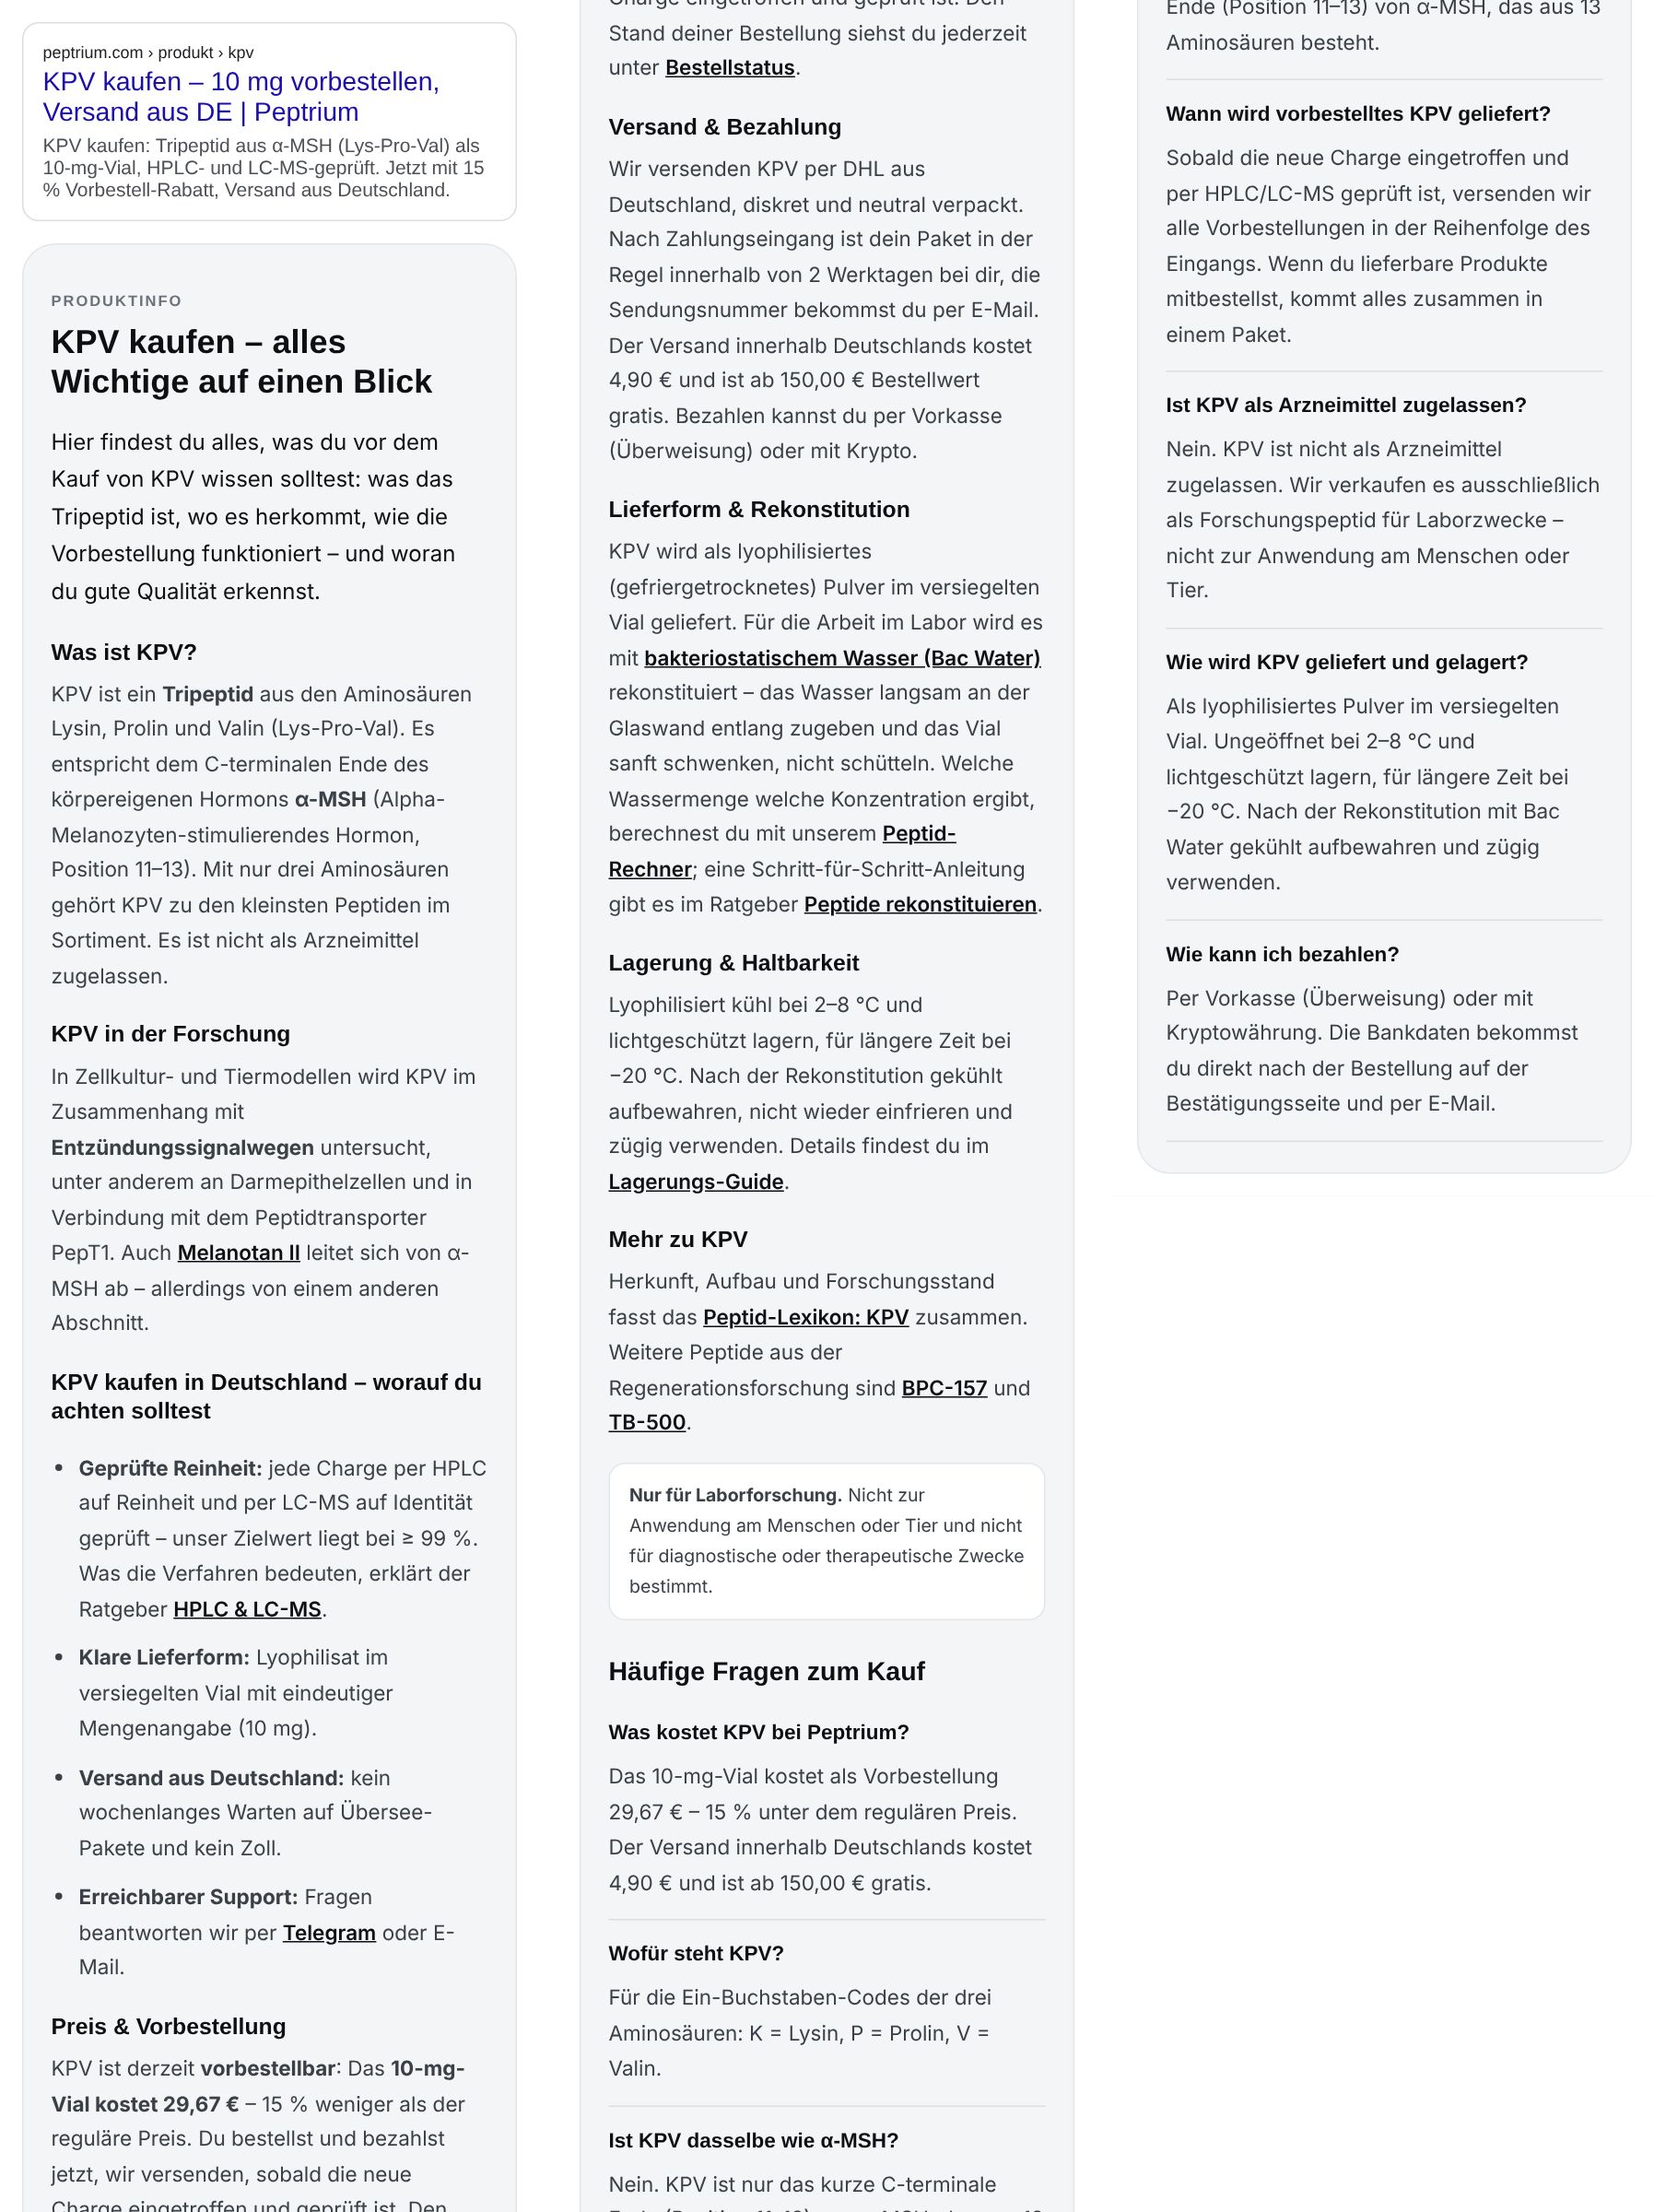 peptrium.com › produkt › kpv
KPV kaufen – 10 mg vorbestellen,
Versand aus DE | Peptrium
KPV kaufen: Tripeptid aus α-MSH (Lys-Pro-Val) als
10-mg-Vial, HPLC- und LC-MS-geprüft. Jetzt mit 15
% Vorbestell-Rabatt, Versand aus Deutschland.
PRODUKTINFO
KPV kaufen – alles
Wichtige auf einen Blick
Hier findest du alles, was du vor dem
Kauf von KPV wissen solltest: was das
Tripeptid ist, wo es herkommt, wie die
Vorbestellung funktioniert – und woran
du gute Qualität erkennst.
Was ist KPV?
KPV ist ein Tripeptid aus den Aminosäuren
Lysin, Prolin und Valin (Lys-Pro-Val). Es
entspricht dem C-terminalen Ende des
körpereigenen Hormons α-MSH (Alpha-
Melanozyten-stimulierendes Hormon,
Position 11–13). Mit nur drei Aminosäuren
gehört KPV zu den kleinsten Peptiden im
Sortiment. Es ist nicht als Arzneimittel
zugelassen.
KPV in der Forschung
In Zellkultur- und Tiermodellen wird KPV im
Zusammenhang mit
Entzündungssignalwegen untersucht,
unter anderem an Darmepithelzellen und in
Verbindung mit dem Peptidtransporter
PepT1. Auch Melanotan II leitet sich von α-
MSH ab – allerdings von einem anderen
Abschnitt.
KPV kaufen in Deutschland – worauf du
achten solltest
• Geprüfte Reinheit: jede Charge per HPLC
auf Reinheit und per LC-MS auf Identität
geprüft – unser Zielwert liegt bei ≥ 99 %.
Was die Verfahren bedeuten, erklärt der
Ratgeber HPLC & LC-MS.
• Klare Lieferform: Lyophilisat im
versiegelten Vial mit eindeutiger
Mengenangabe (10 mg).
• Versand aus Deutschland: kein
wochenlanges Warten auf Übersee-
Pakete und kein Zoll.
• Erreichbarer Support: Fragen
beantworten wir per Telegram oder E-
Mail.
Preis & Vorbestellung
KPV ist derzeit vorbestellbar: Das 10-mg-
Vial kostet 29,67 € – 15 % weniger als der
reguläre Preis. Du bestellst und bezahlst
jetzt, wir versenden, sobald die neue
Charge eingetroffen und geprüft ist. Den
Charge eingetroffen und geprüft ist. Den
Stand deiner Bestellung siehst du jederzeit
unter Bestellstatus.
Versand & Bezahlung
Wir versenden KPV per DHL aus
Deutschland, diskret und neutral verpackt.
Nach Zahlungseingang ist dein Paket in der
Regel innerhalb von 2 Werktagen bei dir, die
Sendungsnummer bekommst du per E-Mail.
Der Versand innerhalb Deutschlands kostet
4,90 € und ist ab 150,00 € Bestellwert
gratis. Bezahlen kannst du per Vorkasse
(Überweisung) oder mit Krypto.
Lieferform & Rekonstitution
KPV wird als lyophilisiertes
(gefriergetrocknetes) Pulver im versiegelten
Vial geliefert. Für die Arbeit im Labor wird es
mit bakteriostatischem Wasser (Bac Water)
rekonstituiert – das Wasser langsam an der
Glaswand entlang zugeben und das Vial
sanft schwenken, nicht schütteln. Welche
Wassermenge welche Konzentration ergibt,
berechnest du mit unserem Peptid-
Rechner; eine Schritt-für-Schritt-Anleitung
gibt es im Ratgeber Peptide rekonstituieren.
Lagerung & Haltbarkeit
Lyophilisiert kühl bei 2–8 °C und
lichtgeschützt lagern, für längere Zeit bei
−20 °C. Nach der Rekonstitution gekühlt
aufbewahren, nicht wieder einfrieren und
zügig verwenden. Details findest du im
Lagerungs-Guide.
Mehr zu KPV
Herkunft, Aufbau und Forschungsstand
fasst das Peptid-Lexikon: KPV zusammen.
Weitere Peptide aus der
Regenerationsforschung sind BPC-157 und
TB-500.
Nur für Laborforschung. Nicht zur
Anwendung am Menschen oder Tier und nicht
für diagnostische oder therapeutische Zwecke
bestimmt.
Häufige Fragen zum Kauf
Was kostet KPV bei Peptrium?
Das 10-mg-Vial kostet als Vorbestellung
29,67 € – 15 % unter dem regulären Preis.
Der Versand innerhalb Deutschlands kostet
4,90 € und ist ab 150,00 € gratis.
Wofür steht KPV?
Für die Ein-Buchstaben-Codes der drei
Aminosäuren: K = Lysin, P = Prolin, V =
Valin.
Ist KPV dasselbe wie α-MSH?
Nein. KPV ist nur das kurze C-terminale
Ende (Position 11–13) von α-MSH, das aus 13
Ende (Position 11–13) von α-MSH, das aus 13
Aminosäuren besteht.
Wann wird vorbestelltes KPV geliefert?
Sobald die neue Charge eingetroffen und
per HPLC/LC-MS geprüft ist, versenden wir
alle Vorbestellungen in der Reihenfolge des
Eingangs. Wenn du lieferbare Produkte
mitbestellst, kommt alles zusammen in
einem Paket.
Ist KPV als Arzneimittel zugelassen?
Nein. KPV ist nicht als Arzneimittel
zugelassen. Wir verkaufen es ausschließlich
als Forschungspeptid für Laborzwecke –
nicht zur Anwendung am Menschen oder
Tier.
Wie wird KPV geliefert und gelagert?
Als lyophilisiertes Pulver im versiegelten
Vial. Ungeöffnet bei 2–8 °C und
lichtgeschützt lagern, für längere Zeit bei
−20 °C. Nach der Rekonstitution mit Bac
Water gekühlt aufbewahren und zügig
verwenden.
Wie kann ich bezahlen?
Per Vorkasse (Überweisung) oder mit
Kryptowährung. Die Bankdaten bekommst
du direkt nach der Bestellung auf der
Bestätigungsseite und per E-Mail.